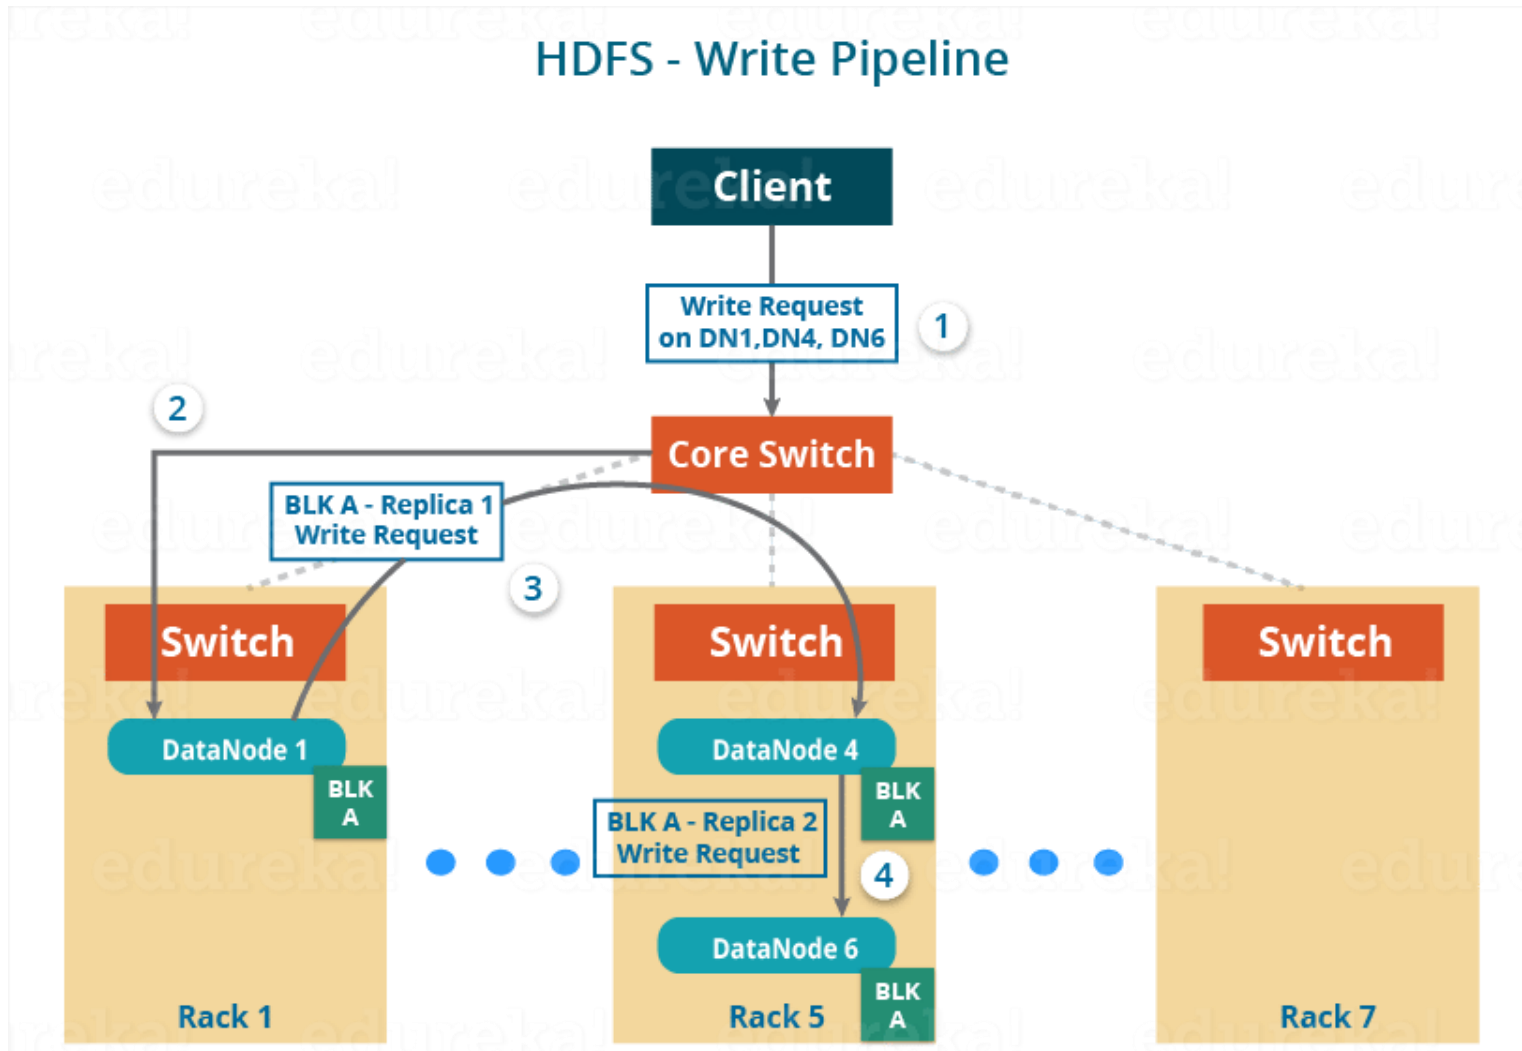 HDFS - Write Pipeline
Client
Write Request
on DN1,DN4, DN6
1
2
Core Switch
BLK A - Replica 1
Write Request
3
Switch
Switch
Switch
DataNode 1
DataNode 4
BLK
A
BLK
A
BLK A - Replica 2
Write Request
4
DataNode 6
BLK
A
Rack 1
Rack 5
Rack 7
edureka!